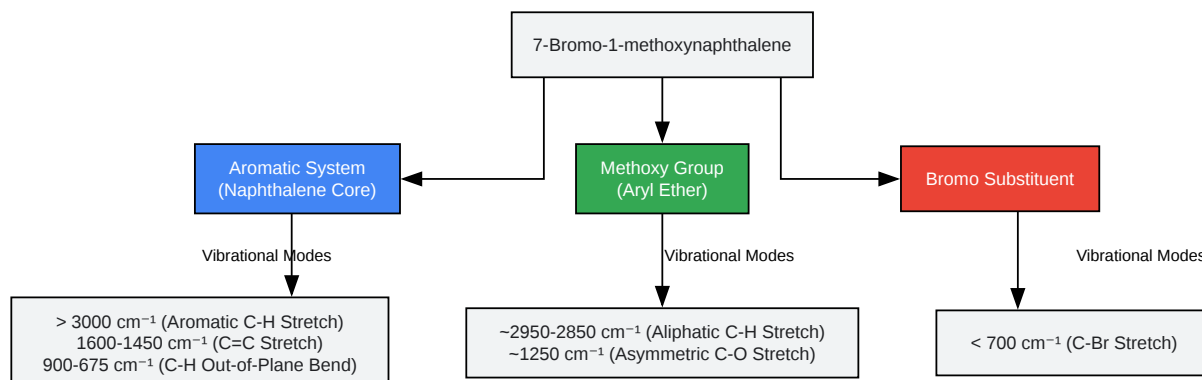 7-Bromo-1-methoxynaphthalene
Aromatic System
(Naphthalene Core)
Methoxy Group
(Aryl Ether)
Bromo Substituent
Vibrational Modes
Vibrational Modes
Vibrational Modes
> 3000 cm⁻¹ (Aromatic C-H Stretch)
1600-1450 cm⁻¹ (C=C Stretch)
900-675 cm⁻¹ (C-H Out-of-Plane Bend)
~2950-2850 cm⁻¹ (Aliphatic C-H Stretch)
~1250 cm⁻¹ (Asymmetric C-O Stretch)
< 700 cm⁻¹ (C-Br Stretch)